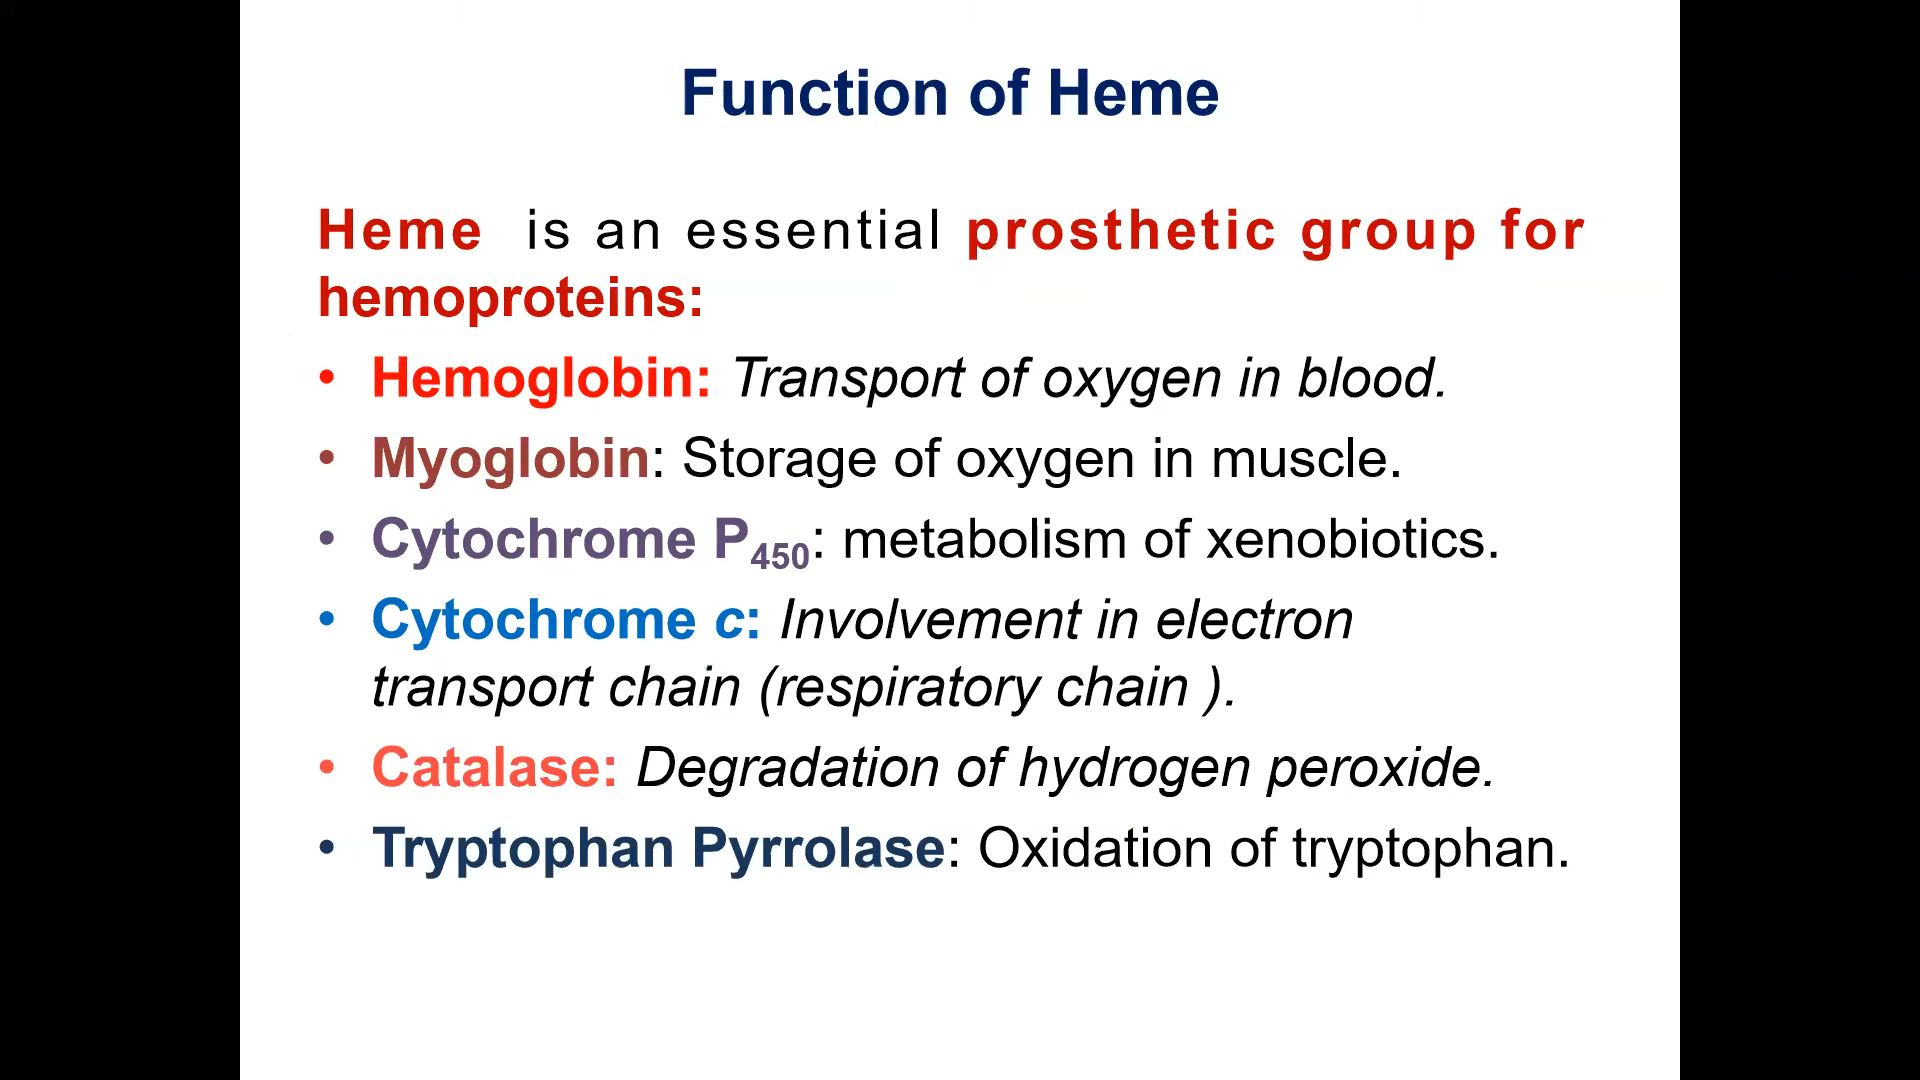 Function of Heme
Heme is an essential prosthetic group for
hemoproteins:
• Hemoglobin: Transport of oxygen in blood.
• Myoglobin: Storage of oxygen in muscle.
• Cytochrome P450: metabolism of xenobiotics.
• Cytochrome c: Involvement in electron
transport chain (respiratory chain ).
• Catalase: Degradation of hydrogen peroxide.
• Tryptophan Pyrrolase: Oxidation of tryptophan.